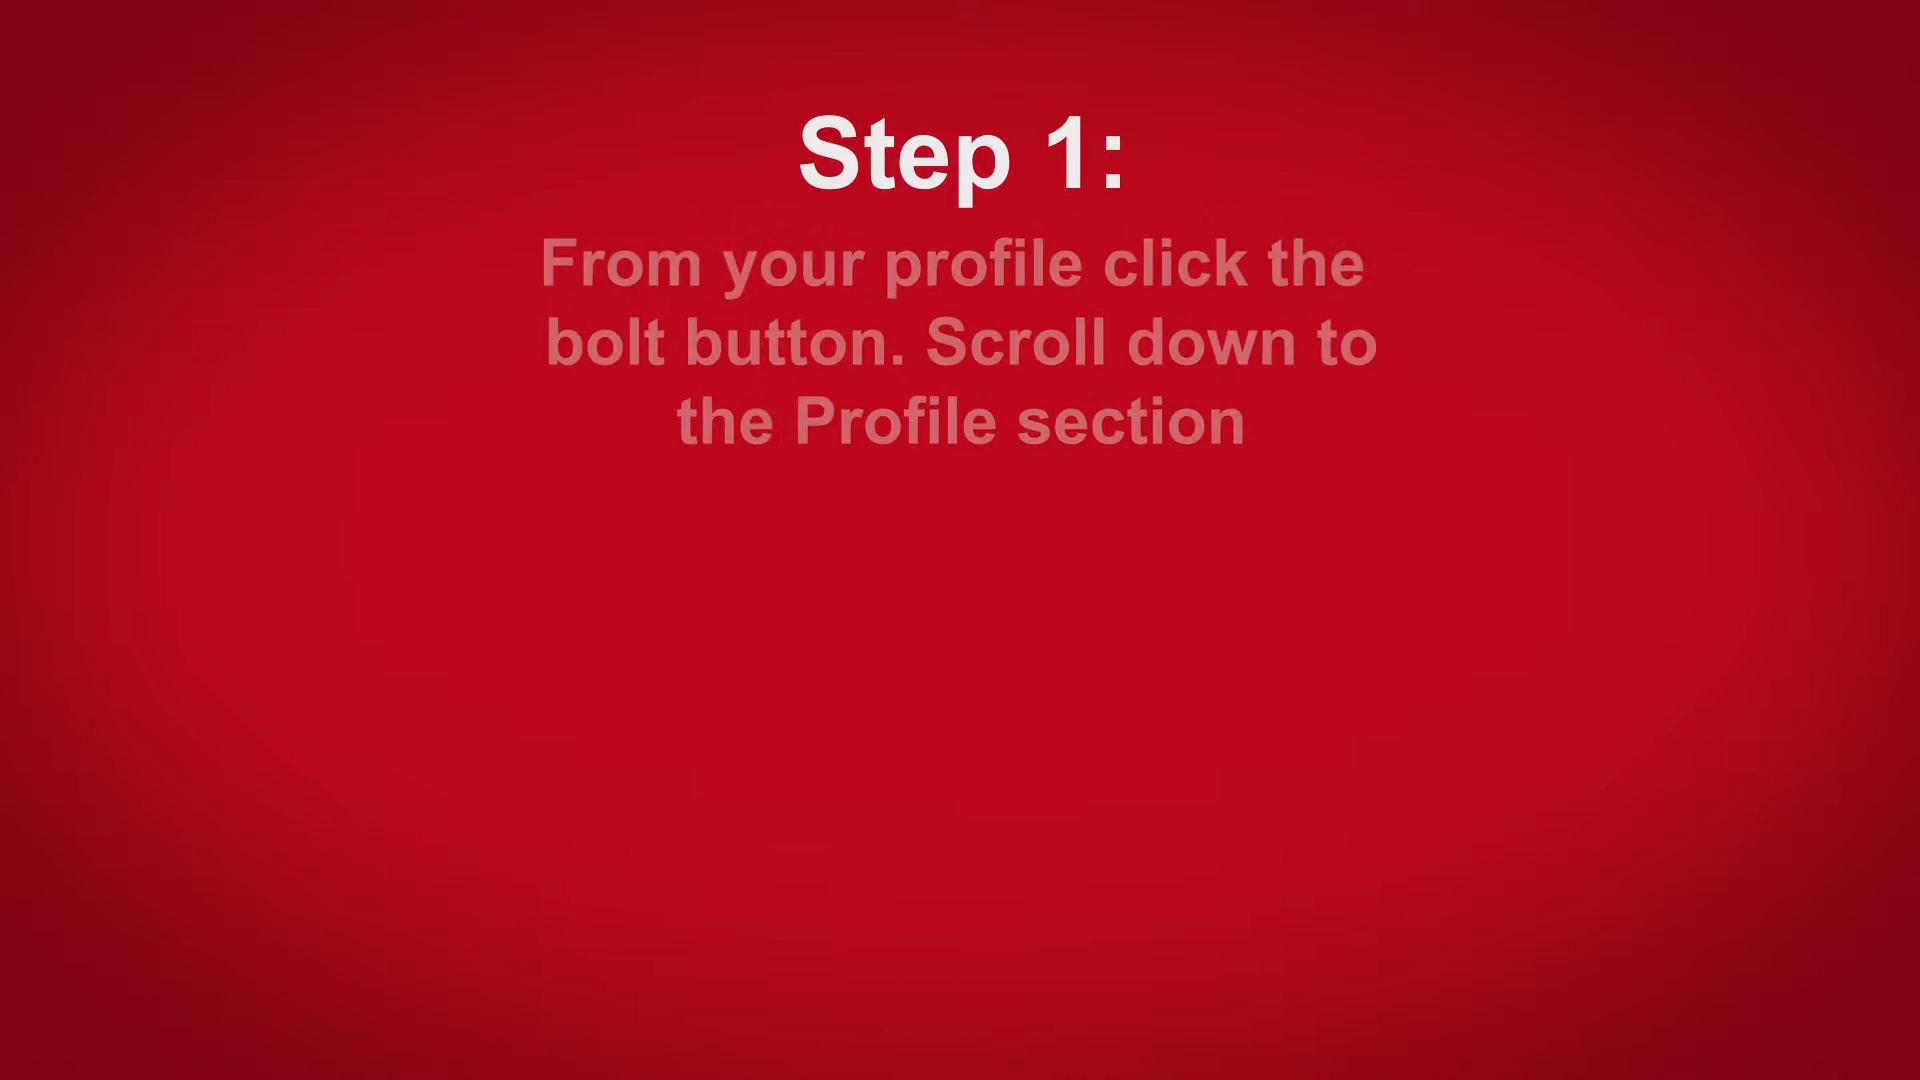 Step 1:
From your profile click the
bolt button. Scroll down to
the Profile section